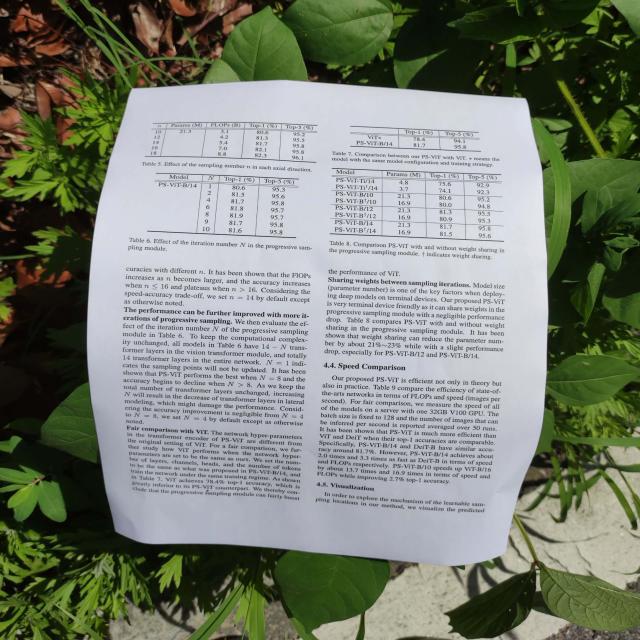 n Params (M) FLOPs (B) Top-1 (%) Top-5 (%)
10 21.3 3.1 80.6 95.2
12 4.2 81.3 95.5
14 5.4 81.7 95.8
16 7.0 82.1 95.8
18 8.8 82.3 96.1
Table 5. Effect of the sampling number n in each axial direction.
Model N Top-1 (%) Top-5 (%)
PS-ViT-B/14 1 80.6 95.3
2 81.5 95.6
4 81.7 95.8
6 81.8 95.7
8 81.9 95.7
9 81.7 95.8
10 81.6 95.8
Table 6. Effect of the iteration number N in the progressive sam-
pling module.
curacies with different n. It has been shown that the FlOPs
increases as n becomes larger, and the accuracy increases
when n ≤ 16 and plateaus when n > 16. Considering the
speed-accuracy trade-off, we set n = 14 by default except
as otherwise noted.
The performance can be further improved with more it-
erations of progressive sampling. We then evaluate the ef-
fect of the iteration number N of the progressive sampling
module in Table 6. To keep the computational complex-
ity unchanged, all models in Table 6 have 14 − N trans-
former layers in the vision transformer module, and totally
14 transformer layers in the entire network. N = 1 indi-
cates the sampling points will not be updated. It has been
shown that PS-ViT performs the best when N = 8 and the
accuracy begins to decline when N > 8. As we keep the
total number of transformer layers unchanged, increasing
N will result in the decrease of transformer layers in lateral
modeling, which might damage the performance. Consid-
ering the accuracy improvement is negligible from N = 4
to N = 8, we set N = 4 by default except as otherwise
noted.
Fair comparison with ViT. The network hyper-parameters
in the transformer encoder of PS-ViT are different from
the original setting of ViT. For a fair comparison, we fur-
ther study how ViT performs when the network hyper-
parameters are set to be the same as ours. We set the num-
ber of layers, channels, heads, and the number of tokens
to be the same as what was proposed in PS-ViT-B/14, and
train the network under the same training regime. As shown
in Table 7, ViT achieves 78.4% top-1 accuracy, which is
inferior to its PS-ViT counterpart. We thereby con-
clude that the progressive sampling module can fairly boost
Top-1 (%) Top-5 (%)
ViT* 78.4 94.1
PS-ViT-B/14 81.7
Table 7. Comparison between our PS-ViT with ViT. * means the
model with the same model configuration and training strategy.
Model Params (M) Top-1 (%) Top-5 (%)
PS-ViT-Ti/14 4.8 75.6 92.9
PS-ViT-Ti†/14 3.7 74.1 92.3
PS-ViT-B/10 21.3 80.6 95.2
PS-ViT-B†/10 16.9 80.0 94.8
PS-ViT-B/12 21.3 81.3 95.5
PS-ViT-B†/12 16.9 80.9 95.3
PS-ViT-B/14 21.3 81.7 95.8
PS-ViT-B†/14 16.9 81.5 95.6
Table 8. Comparison PS-ViT with and without weight sharing in
the progressive sampling module. † indicates weight sharing.
the performance of ViT.
Sharing weights between sampling iterations. Model size
(parameter number) is one of the key factors when deploy-
ing deep models on terminal devices. Our proposed PS-ViT
is very terminal device friendly as it can share weights in the
progressive sampling module with a negligible performance
drop. Table 8 compares PS-ViT with and without weight
sharing in the progressive sampling module. It has been
shown that weight sharing can reduce the parameter num-
ber by about 21%–23% while with a slight performance
drop, especially for PS-ViT-B/12 and PS-ViT-B/14.
4.4. Speed Comparison
Our proposed PS-ViT is efficient not only in theory but
also in practice. Table 9 compares the efficiency of state-of-
the-arts networks in terms of FLOPs and speed (images per
second). For fair comparison, we measure the speed of all
of the models on a server with one 32GB V100 GPU. The
batch size is fixed to 128 and the number of images that can
be inferred per second is reported averaged over 50 runs.
It has been shown that PS-ViT is much more efficient than
ViT and DeiT when their top-1 accuracies are comparable.
Specifically, PS-ViT-B/14 and DeiT-B have similar accu-
racy around 81.7%. However, PS-ViT-B/14 achieves about
2.0 times and 3.3 times as fast as DeiT-B in terms of speed
and FLOPs respectively. PS-ViT-B/10 speeds up ViT-B/16
by about 13.7 times and 16.9 times in terms of speed and
FLOPs while improving 2.7% top-1 accuracy.
4.5. Visualization
In order to explore the mechanism of the learnable sam-
pling locations in our method, we visualize the predicted